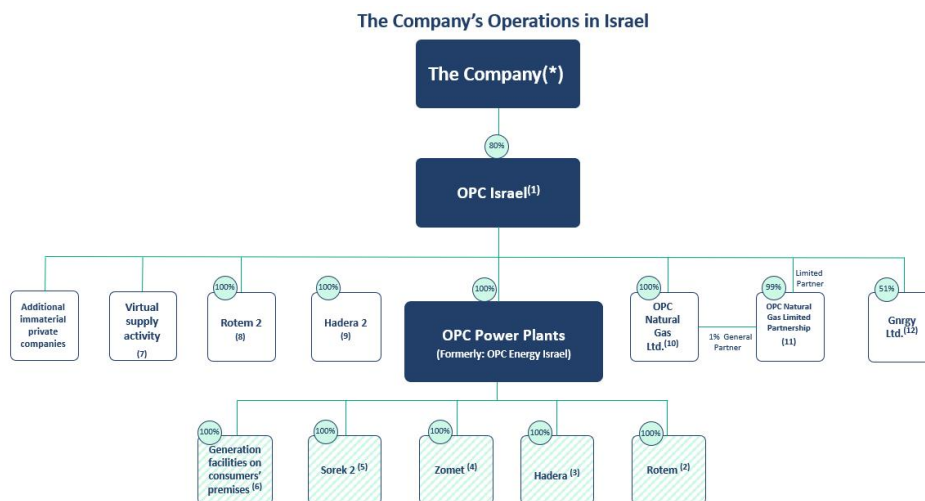 The Company's Operations in Israel
The Company(*)
80%
OPC Israel(1)
Additional
immaterial
private
companies
Virtual
supply
activity
(7)
100%
Rotem 2
(8)
100%
Hadera 2
(9)
100%
OPC Power Plants
(Formerly: OPC Energy Israel)
100%
OPC
Natural
Gas
Ltd.(10)
1% General
Partner
99%
Limited
Partner
OPC Natural
Gas Limited
Partnership
(11)
51%
Gnrgy
Ltd.(12)
100%
Generation
facilities on
consumers'
premises (6)
100%
Sorek 2 (5)
100%
Zomet (4)
100%
Hadera (3)
100%
Rotem (2)